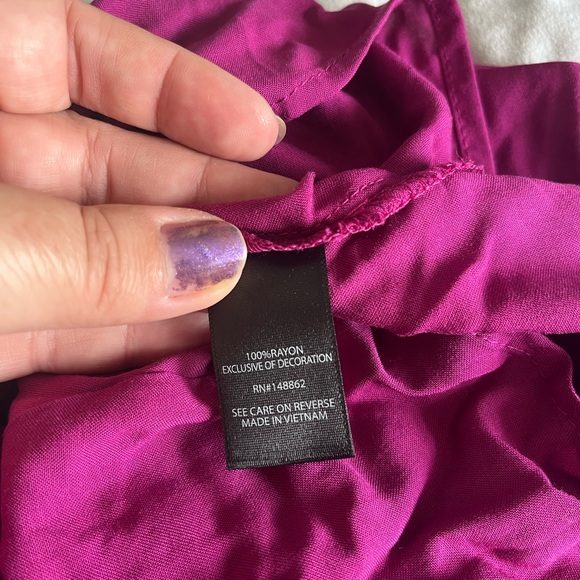 100%RAYON
EXCLUSIVE OF DECORATION
RN#148862
SEE CARE ON REVERSE
MADE IN VIETNAM